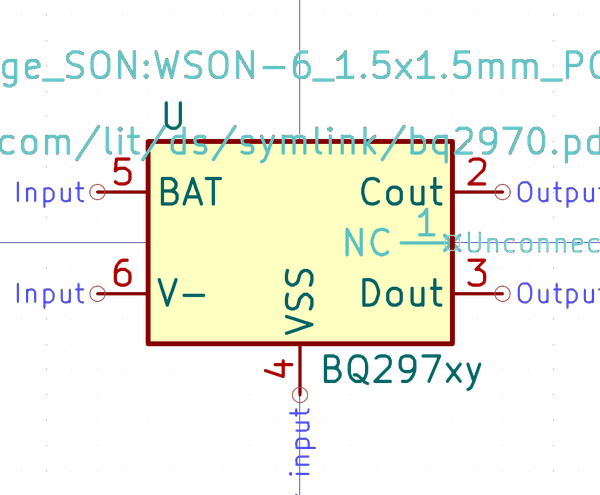 ge_SON:WSON-6_1.5x1.5mm_PO
U
com/lit/ds/symlink/bq2970.pd
Input 5 BAT Cout 2 Output
NC 1 Unconnec
Input 6 V- Dout 3 Output
VSS
4 BQ297xy
input